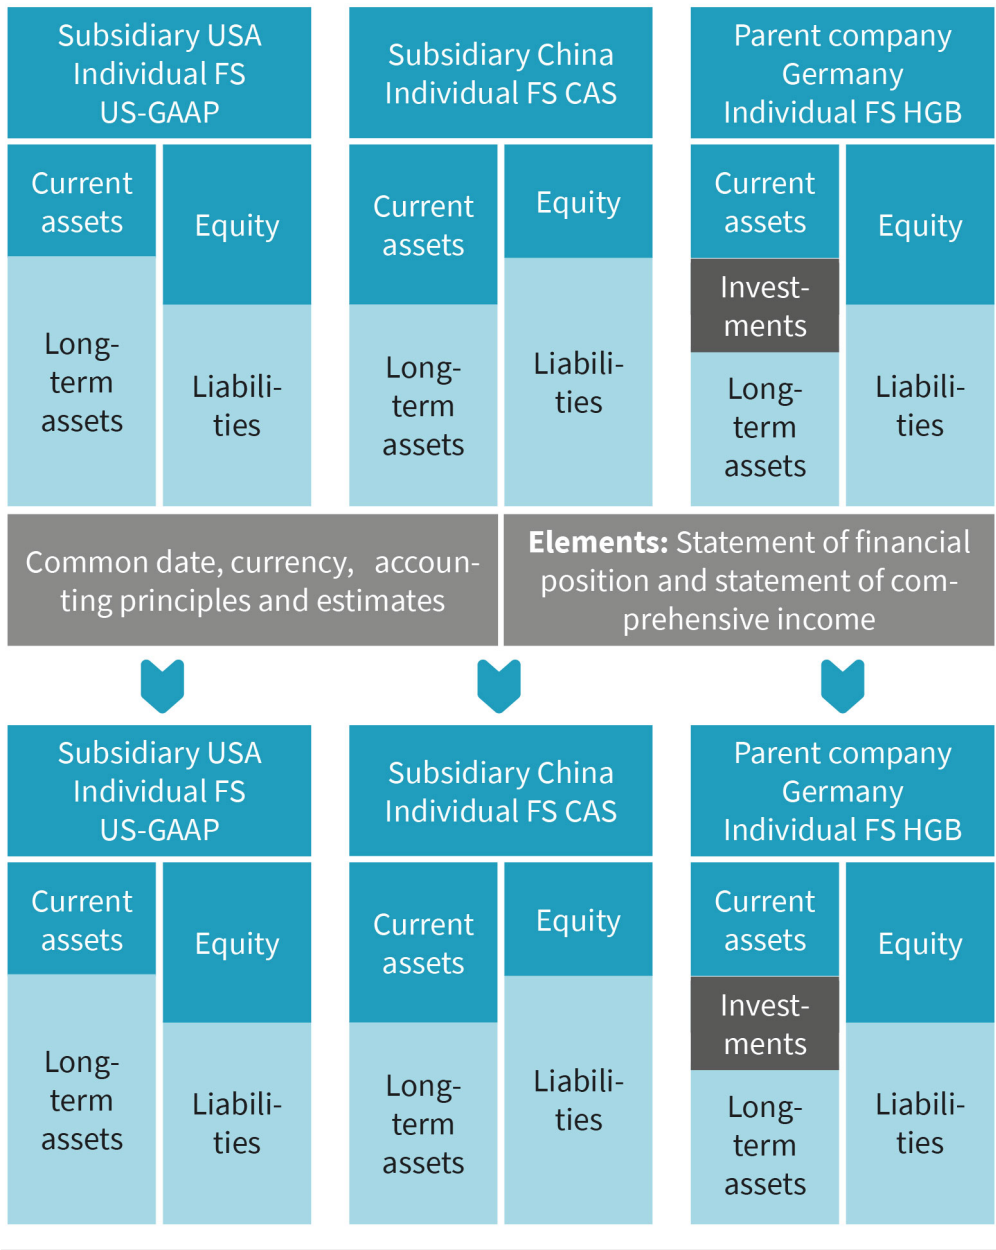 Subsidiary USA
Individual FS
US-GAAP
Subsidiary China
Individual FS CAS
Parent company
Germany
Individual FS HGB
Current
assets
Equity
Long-
term
assets
Liabili-
ties
Current
assets
Equity
Long-
term
assets
Liabili-
ties
Current
assets
Invest-
ments
Long-
term
assets
Equity
Liabili-
ties
Common date, currency, accoun-
ting principles and estimates
Elements: Statement of financial
position and statement of com-
prehensive income
Subsidiary USA
Individual FS
US-GAAP
Subsidiary China
Individual FS CAS
Parent company
Germany
Individual FS HGB
Current
assets
Equity
Long-
term
assets
Liabili-
ties
Current
assets
Equity
Long-
term
assets
Liabili-
ties
Current
assets
Invest-
ments
Long-
term
assets
Equity
Liabili-
ties